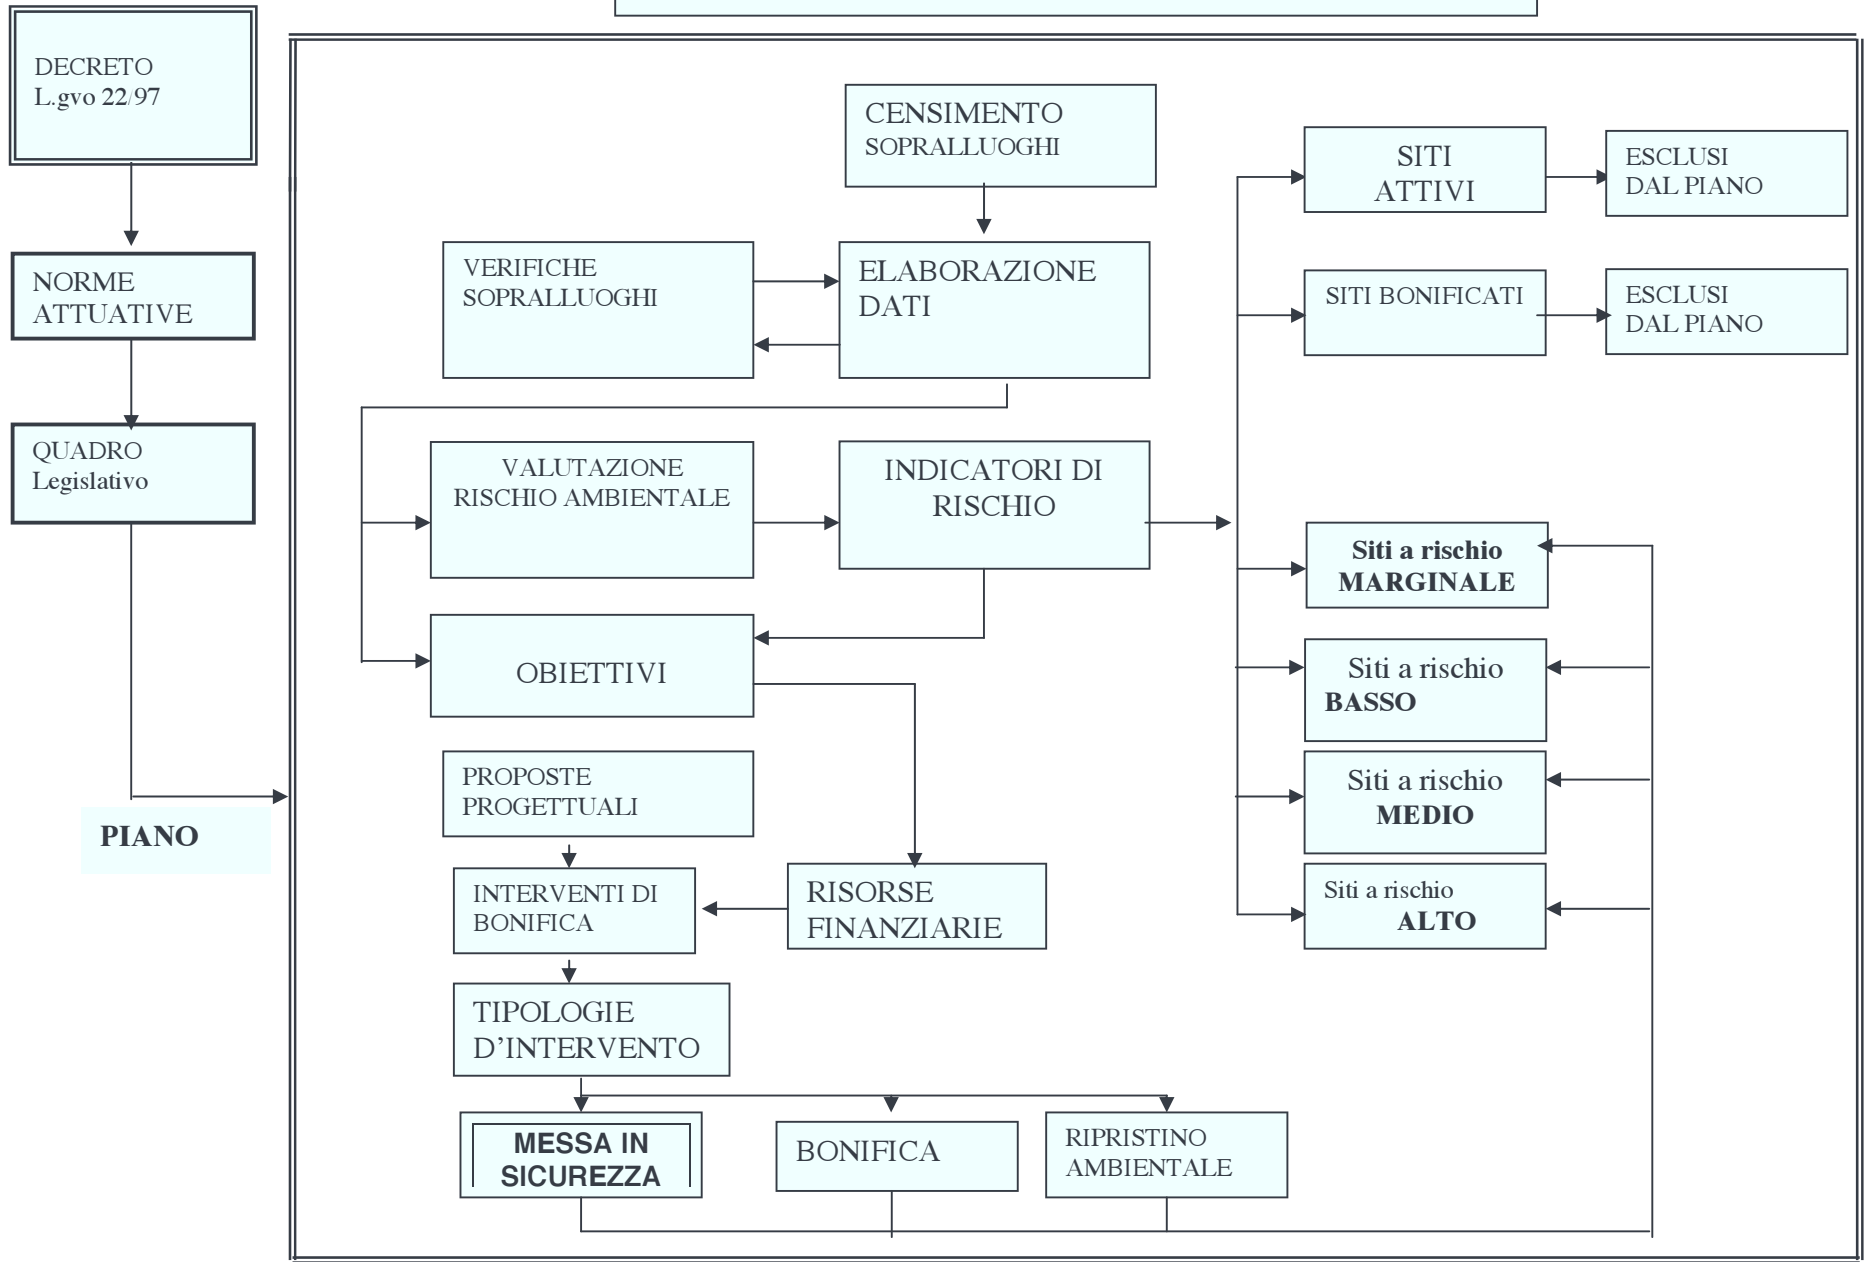 DECRETO
L.gvo 22/97
NORME
ATTUATIVE
QUADRO
Legislativo
PIANO
CENSIMENTO
SOPRALLUOGHI
VERIFICHE
SOPRALLUOGHI
ELABORAZIONE
DATI
VALUTAZIONE
RISCHIO AMBIENTALE
INDICATORI DI
RISCHIO
OBIETTIVI
PROPOSTE
PROGETTUALI
INTERVENTI DI
BONIFICA
RISORSE
FINANZIARIE
TIPOLOGIE
D’INTERVENTO
MESSA IN
SICUREZZA
BONIFICA
RIPRISTINO
AMBIENTALE
SITI
ATTIVI
ESCLUSI
DAL PIANO
SITI BONIFICATI
ESCLUSI
DAL PIANO
Siti a rischio
MARGINALE
Siti a rischio
BASSO
Siti a rischio
MEDIO
Siti a rischio
ALTO